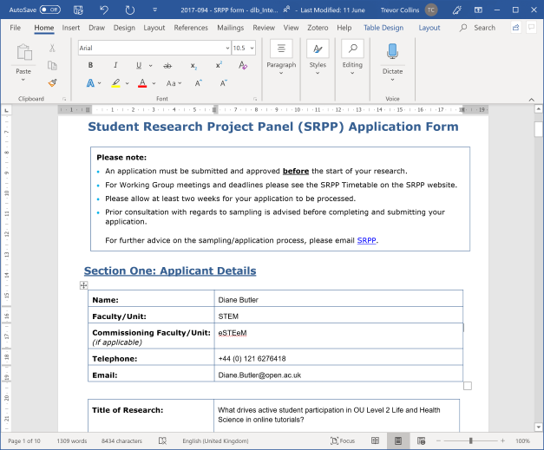 AutoSave Off 2017-094 - SRPP form - dlb_Inte... - Last Modified: 11 June Trevor Collins TC
File Home Insert Draw Design Layout References Mailings Review View Zotero Help Table Design Layout Search
Paste
Arial 10.5
B I U ab x₂ x²
A A Aa A A
Paragraph Styles Editing Dictate
Clipboard Font Voice
Student Research Project Panel (SRPP) Application Form
Please note:
• An application must be submitted and approved before the start of your research.
• For Working Group meetings and deadlines please see the SRPP Timetable on the SRPP website.
• Please allow at least two weeks for your application to be processed.
• Prior consultation with regards to sampling is advised before completing and submitting your
application.
For further advice on the sampling/application process, please email SRPP.
Section One: Applicant Details
Name: Diane Butler
Faculty/Unit: STEM
Commissioning Faculty/Unit: eSTEeM
(if applicable)
Telephone: +44 (0) 121 6276418
Email: Diane.Butler@open.ac.uk
Title of Research: What drives active student participation in OU Level 2 Life and Health
Science in online tutorials?
Page 1 of 10 1309 words 8434 characters English (United Kingdom) Focus 100%